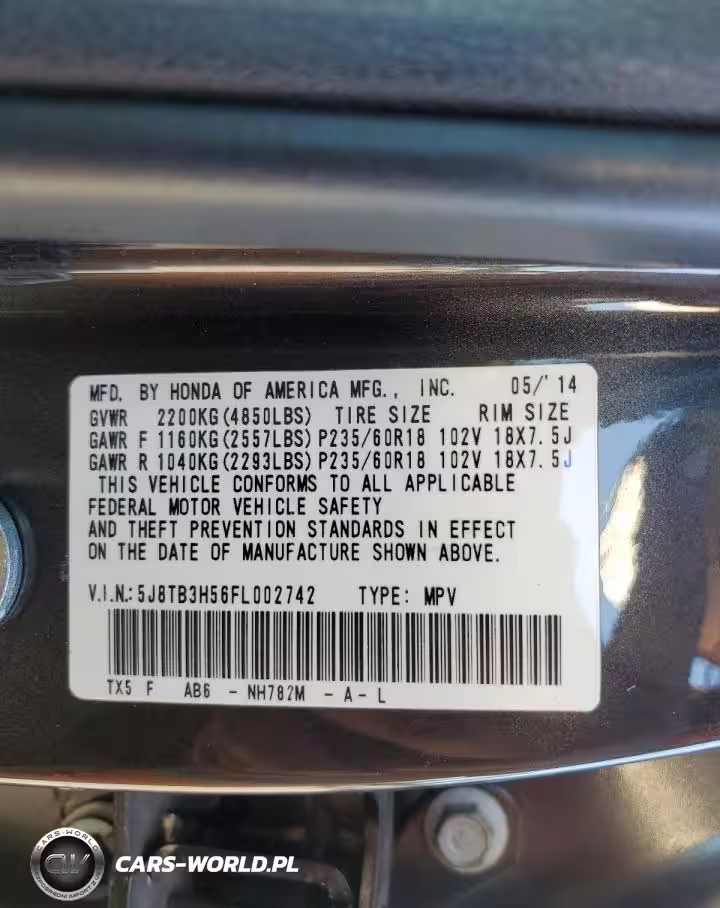 MFD. BY HONDA OF AMERICA MFG., INC. 05/'14
GVWR 2200KG(4850LBS) TIRE SIZE RIM SIZE
GAWR F 1160KG(2557LBS) P235/60R18 102V 18X7.5J
GAWR R 1040KG(2293LBS) P235/60R18 102V 18X7.5J
THIS VEHICLE CONFORMS TO ALL APPLICABLE
FEDERAL MOTOR VEHICLE SAFETY
AND THEFT PREVENTION STANDARDS IN EFFECT
ON THE DATE OF MANUFACTURE SHOWN ABOVE.
V.I.N.: 5J8TB3H56FL002742 TYPE: MPV
TX5 F AB6 - NH782M - A - L
CARS-WORLD
CW
CARS-WORLD.PL